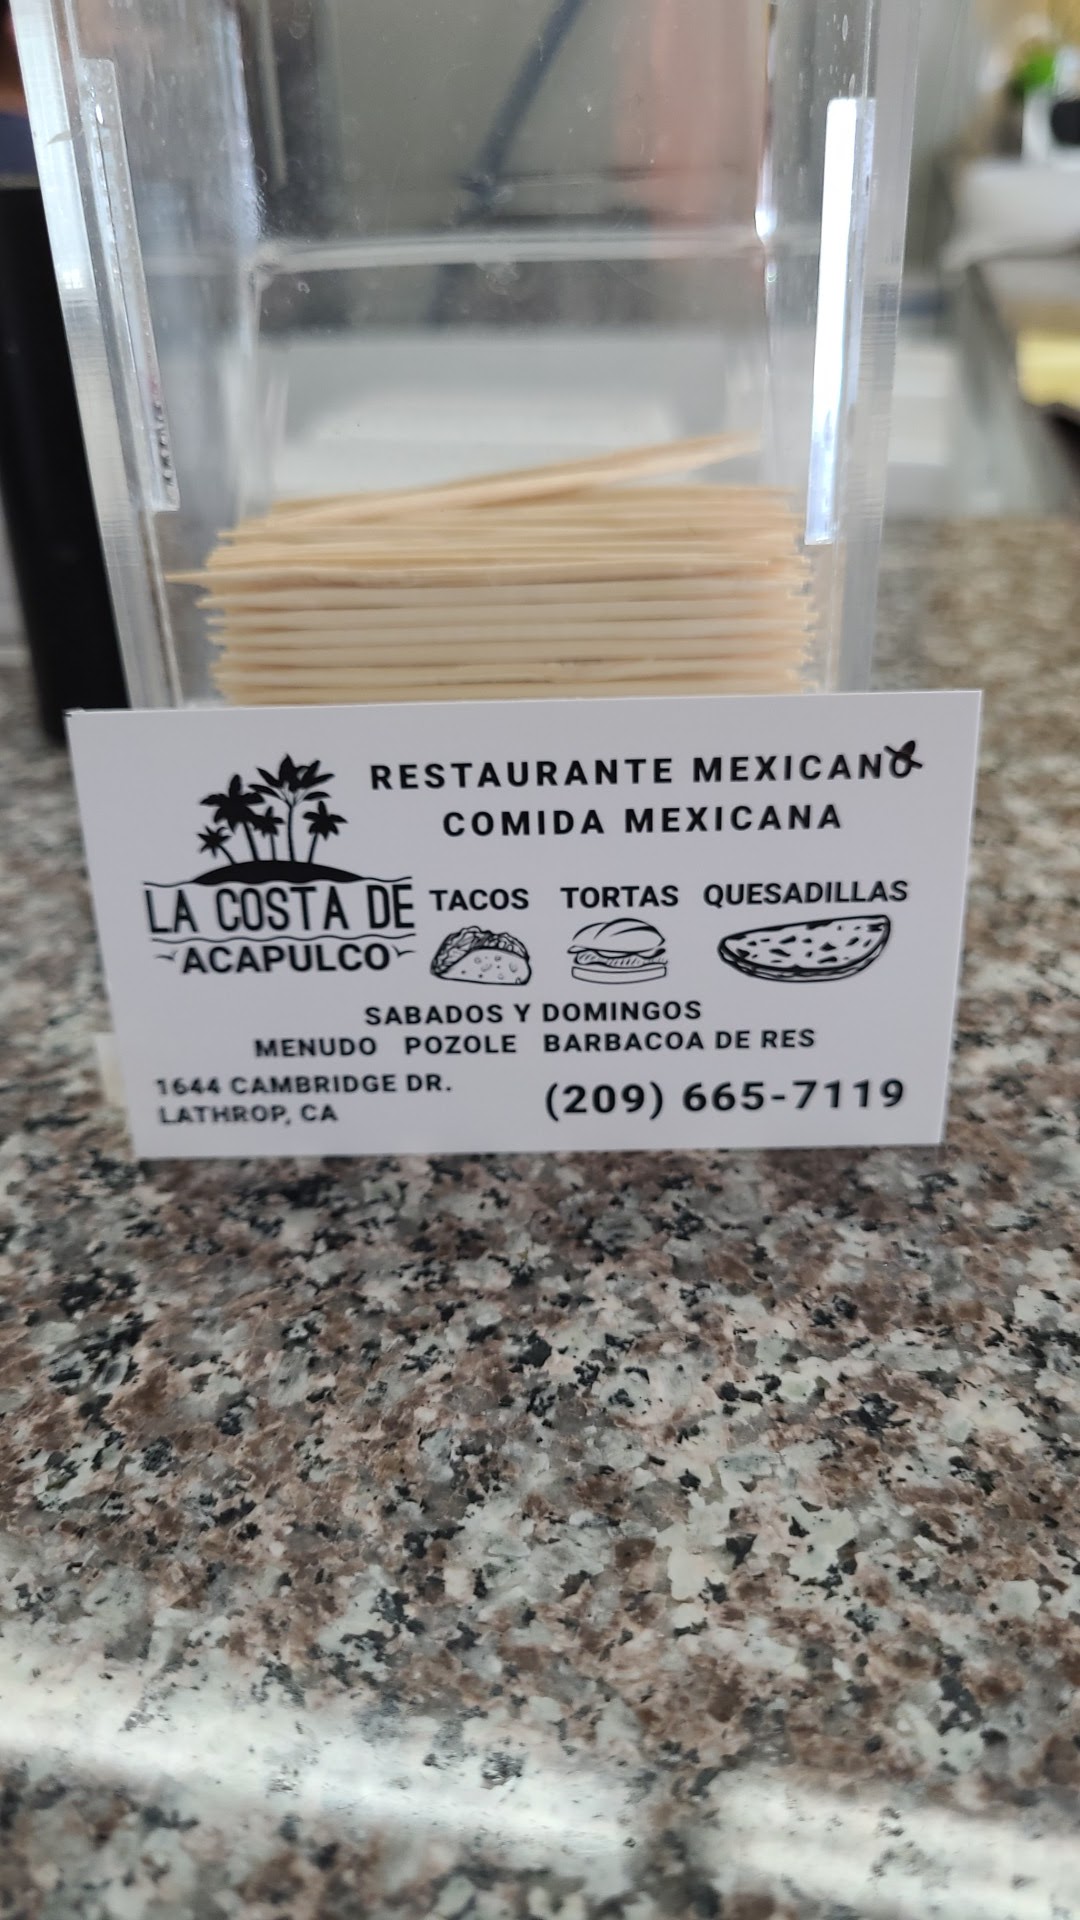 RESTAURANTE MEXICANO
COMIDA MEXICANA
LA COSTA DE
ACAPULCO
TACOS TORTAS QUESADILLAS
SABADOS Y DOMINGOS
MENUDO POZOLE BARBACOA DE RES
1644 CAMBRIDGE DR.
LATHROP, CA
(209) 665-7119